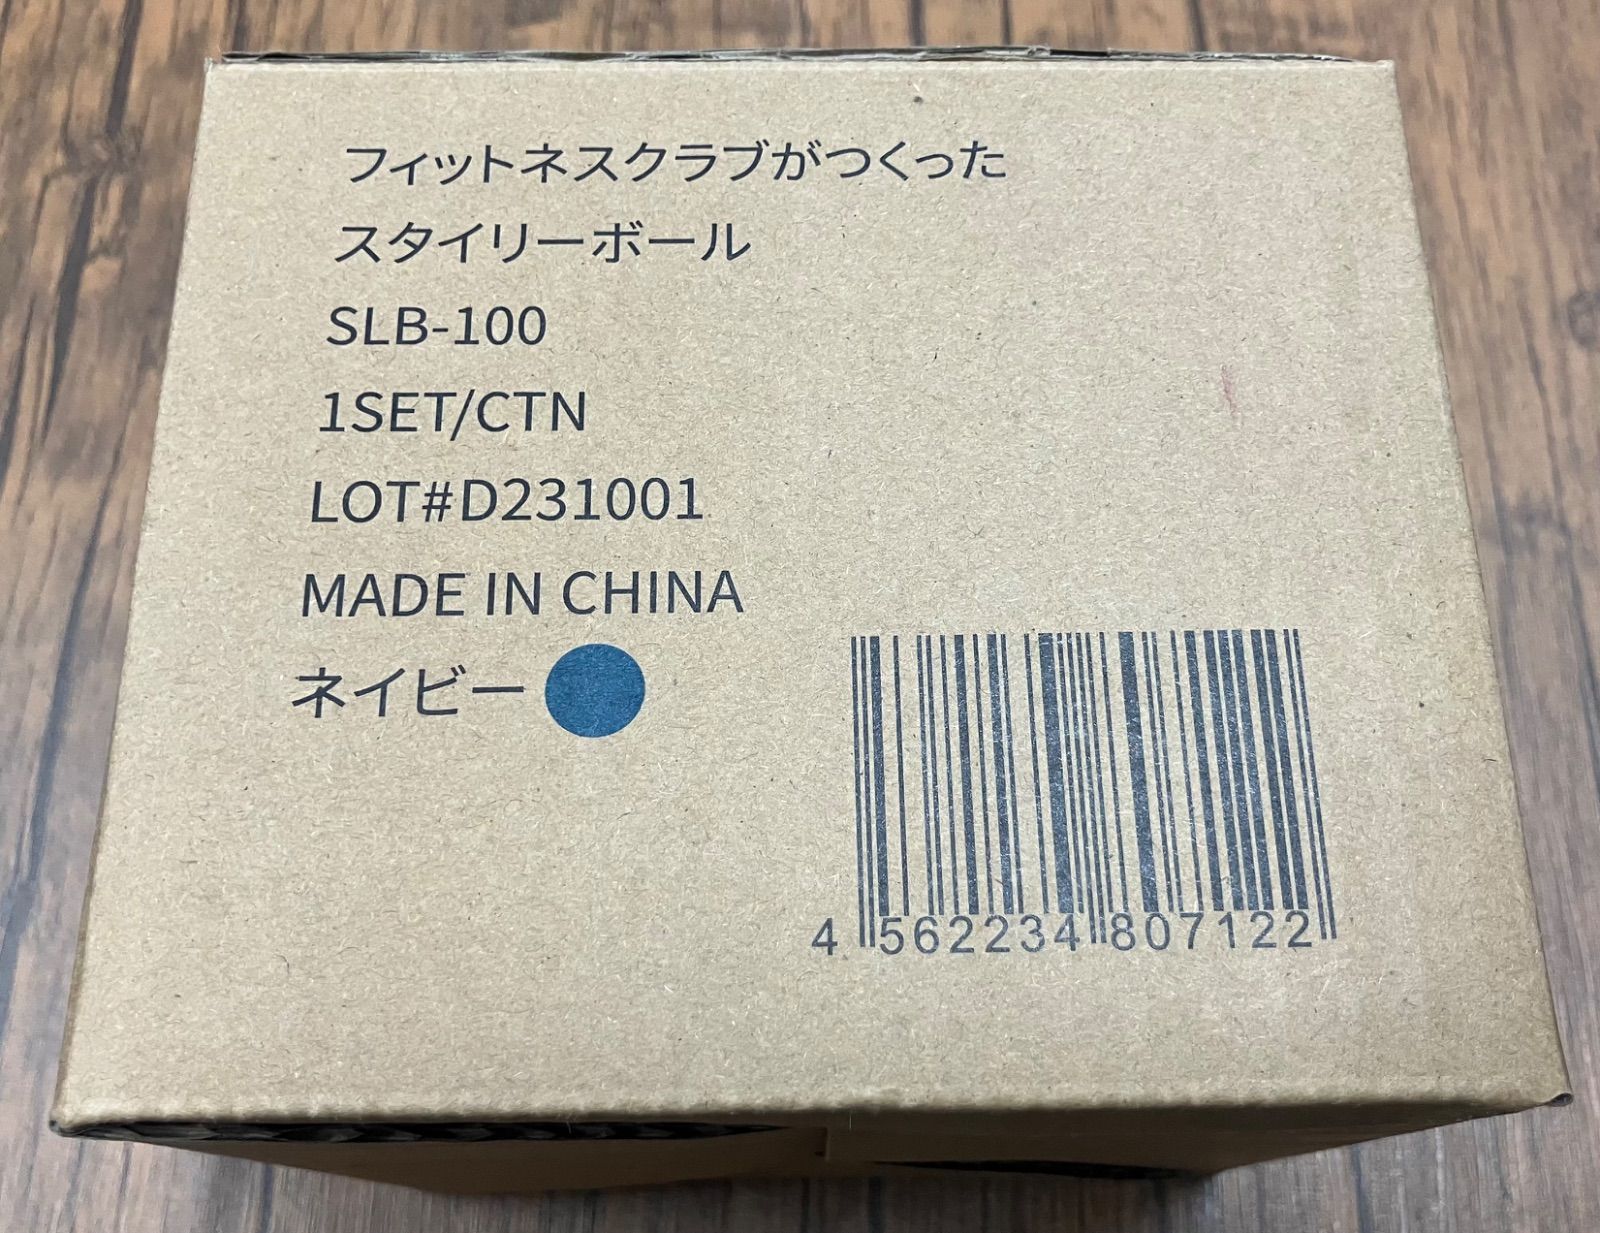 フィットネスクラブがつくった
スタイリーボール
SLB-100
1SET/CTN
LOT#D231001
MADE IN CHINA
ネイビー
4 562234 807122